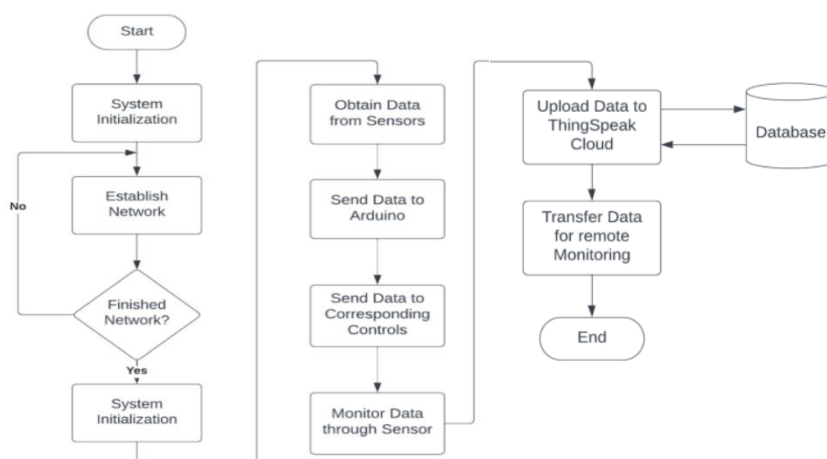 Start
System
Initialization
Establish
Network
No
Finished
Network?
Yes
System
Initialization
Obtain Data
from Sensors
Send Data to
Arduino
Send Data to
Corresponding
Controls
Monitor Data
through Sensor
Upload Data to
ThingSpeak
Cloud
Database
Transfer Data
for remote
Monitoring
End